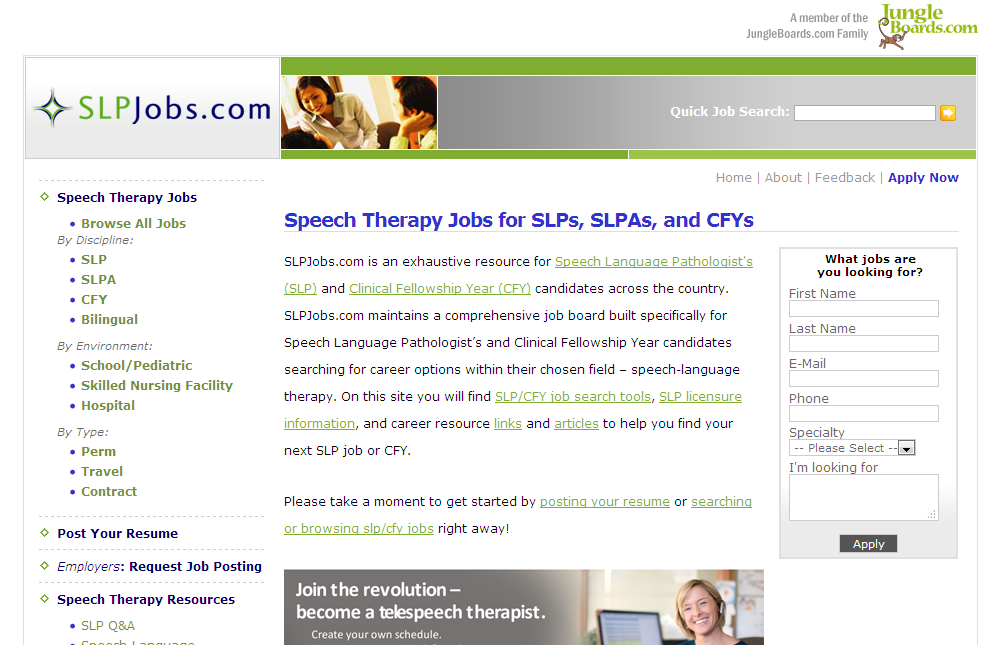 A member of the
JungleBoards.com Family
Jungle
Boards.com
SLPJobs.com
Quick Job Search:
Home | About | Feedback | Apply Now
Speech Therapy Jobs
Browse All Jobs
By Discipline:
SLP
SLPA
CFY
Bilingual
By Environment:
School/Pediatric
Skilled Nursing Facility
Hospital
By Type:
Perm
Travel
Contract
Post Your Resume
Employers: Request Job Posting
Speech Therapy Resources
SLP Q&A
Speech Language
Speech Therapy Jobs for SLPs, SLPAs, and CFYs
SLPJobs.com is an exhaustive resource for Speech Language Pathologist's
(SLP) and Clinical Fellowship Year (CFY) candidates across the country.
SLPJobs.com maintains a comprehensive job board built specifically for
Speech Language Pathologist's and Clinical Fellowship Year candidates
searching for career options within their chosen field – speech-language
therapy. On this site you will find SLP/CFY job search tools, SLP licensure
information, and career resource links and articles to help you find your
next SLP job or CFY.
Please take a moment to get started by posting your resume or searching
or browsing slp/cfy jobs right away!
Join the revolution –
become a telespeech therapist.
Create your own schedule.
What jobs are
you looking for?
First Name
Last Name
E-Mail
Phone
Specialty
-- Please Select --
I'm looking for
Apply